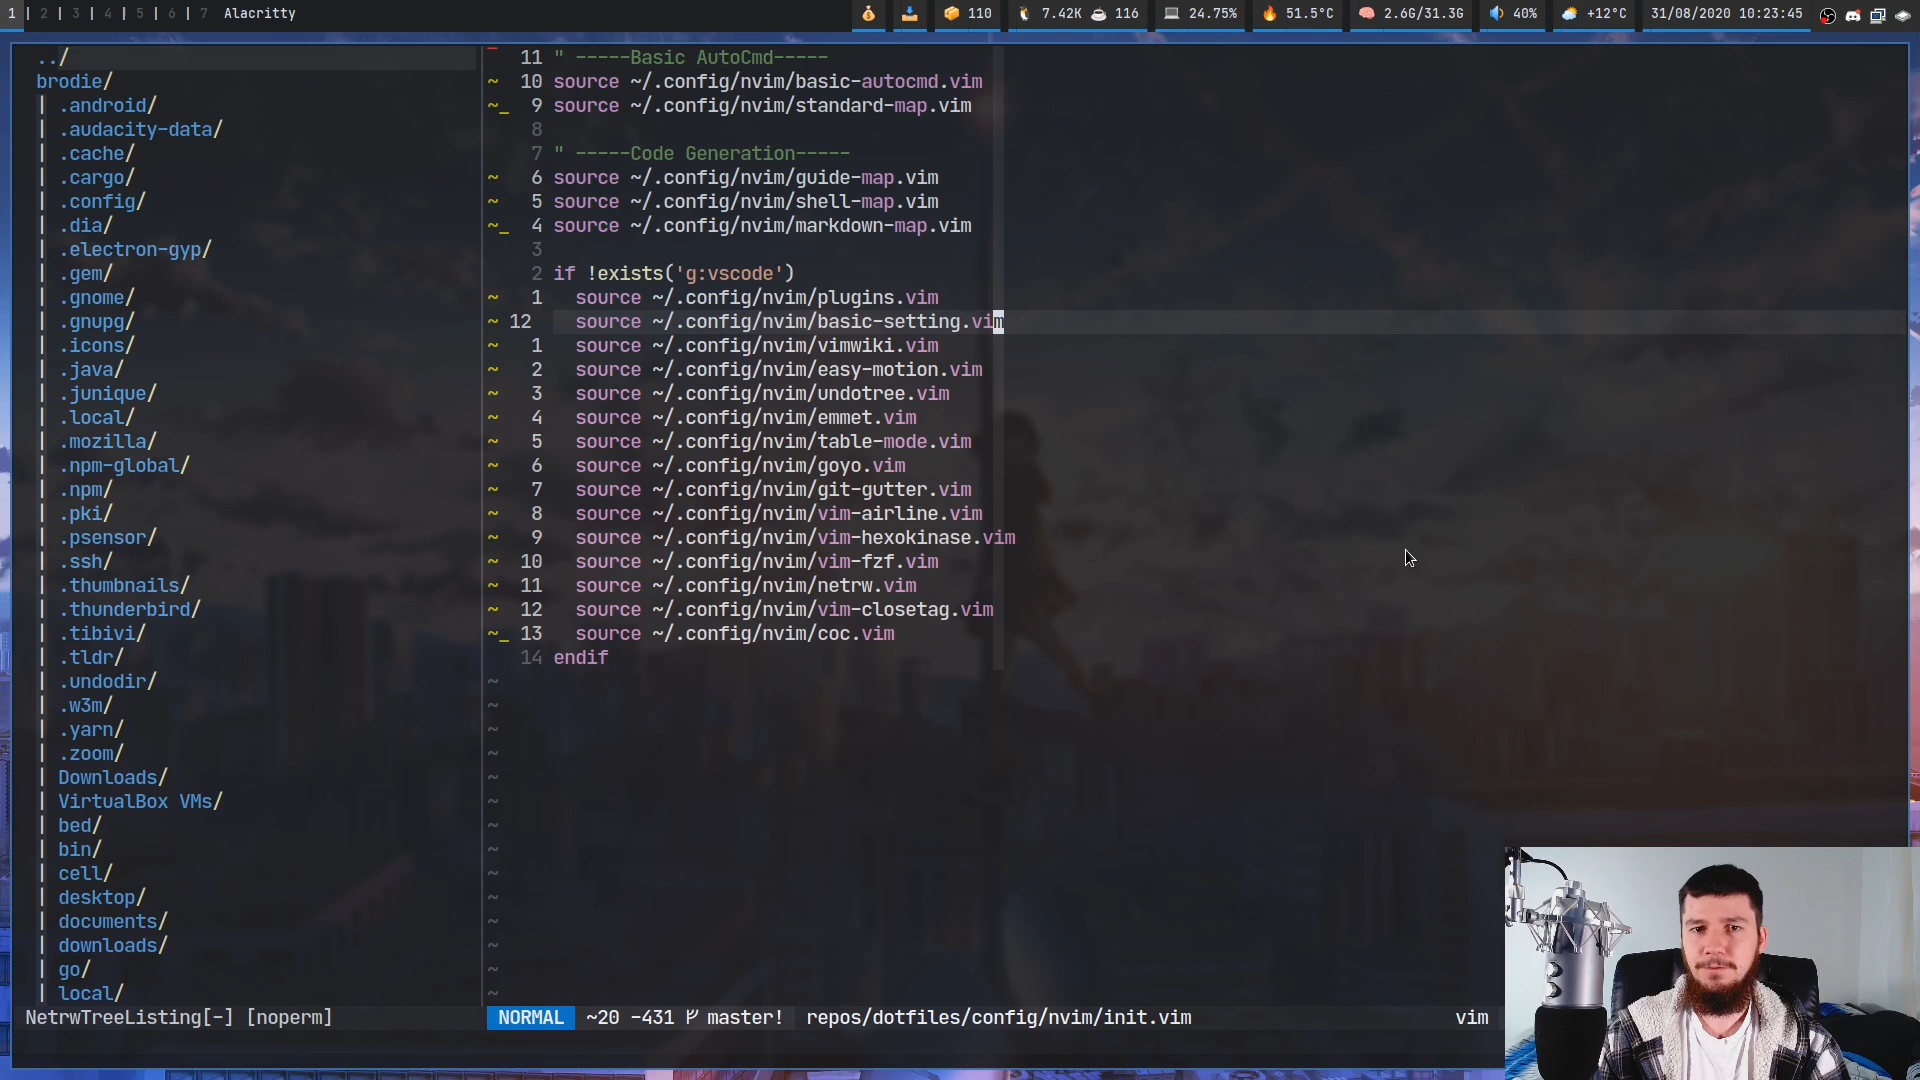 1 | 2 | 3 | 4 | 5 | 6 | 7 Alacritty
110 7.42K 116 24.75% 51.5°C 2.6G/31.3G 40% +12°C 31/08/2020 10:23:45
../
brodie/
| .android/
| .audacity-data/
| .cache/
| .cargo/
| .config/
| .dia/
| .electron-gyp/
| .gem/
| .gnome/
| .gnupg/
| .icons/
| .java/
| .junique/
| .local/
| .mozilla/
| .npm-global/
| .npm/
| .pki/
| .psensor/
| .ssh/
| .thumbnails/
| .thunderbird/
| .tibivi/
| .tldr/
| .undodir/
| .w3m/
| .yarn/
| .zoom/
| Downloads/
| VirtualBox VMs/
| bed/
| bin/
| cell/
| desktop/
| documents/
| downloads/
| go/
| local/
NetrwTreeListing[-] [noperm]
11 " -----Basic AutoCmd-----
~ 10 source ~/.config/nvim/basic-autocmd.vim
~_ 9 source ~/.config/nvim/standard-map.vim
8
7 " -----Code Generation-----
~ 6 source ~/.config/nvim/guide-map.vim
~ 5 source ~/.config/nvim/shell-map.vim
~_ 4 source ~/.config/nvim/markdown-map.vim
3
2 if !exists('g:vscode')
~ 1 source ~/.config/nvim/plugins.vim
~ 12 source ~/.config/nvim/basic-setting.vim
~ 1 source ~/.config/nvim/vimwiki.vim
~ 2 source ~/.config/nvim/easy-motion.vim
~ 3 source ~/.config/nvim/undotree.vim
~ 4 source ~/.config/nvim/emmet.vim
~ 5 source ~/.config/nvim/table-mode.vim
~ 6 source ~/.config/nvim/goyo.vim
~ 7 source ~/.config/nvim/git-gutter.vim
~ 8 source ~/.config/nvim/vim-airline.vim
~ 9 source ~/.config/nvim/vim-hexokinase.vim
~ 10 source ~/.config/nvim/vim-fzf.vim
~ 11 source ~/.config/nvim/netrw.vim
~ 12 source ~/.config/nvim/vim-closetag.vim
~_ 13 source ~/.config/nvim/coc.vim
14 endif
~
~
~
~
~
~
~
~
~
~
~
~
~
~
NORMAL ~20 -431 master! repos/dotfiles/config/nvim/init.vim vim